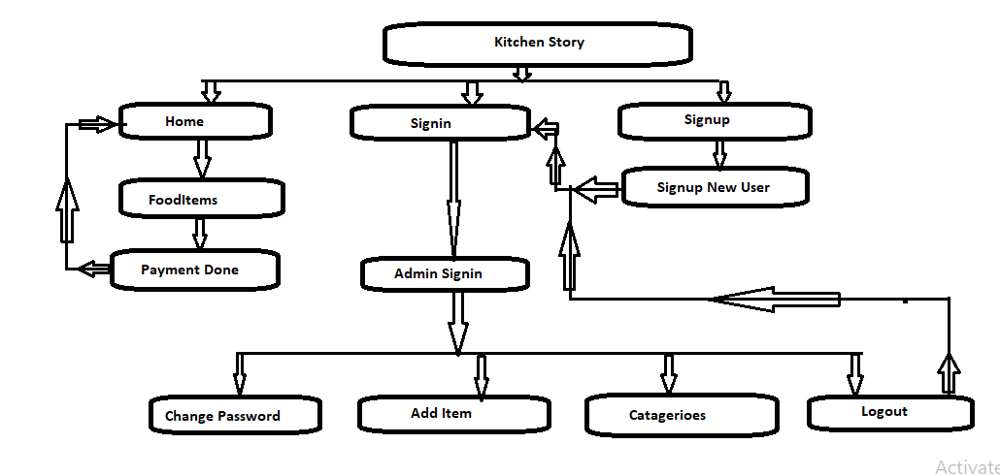 Kitchen Story
Home
Signin
Signup
FoodItems
Signup New User
Payment Done
Admin Signin
Change Password
Add Item
Catagerioes
Logout
Activate